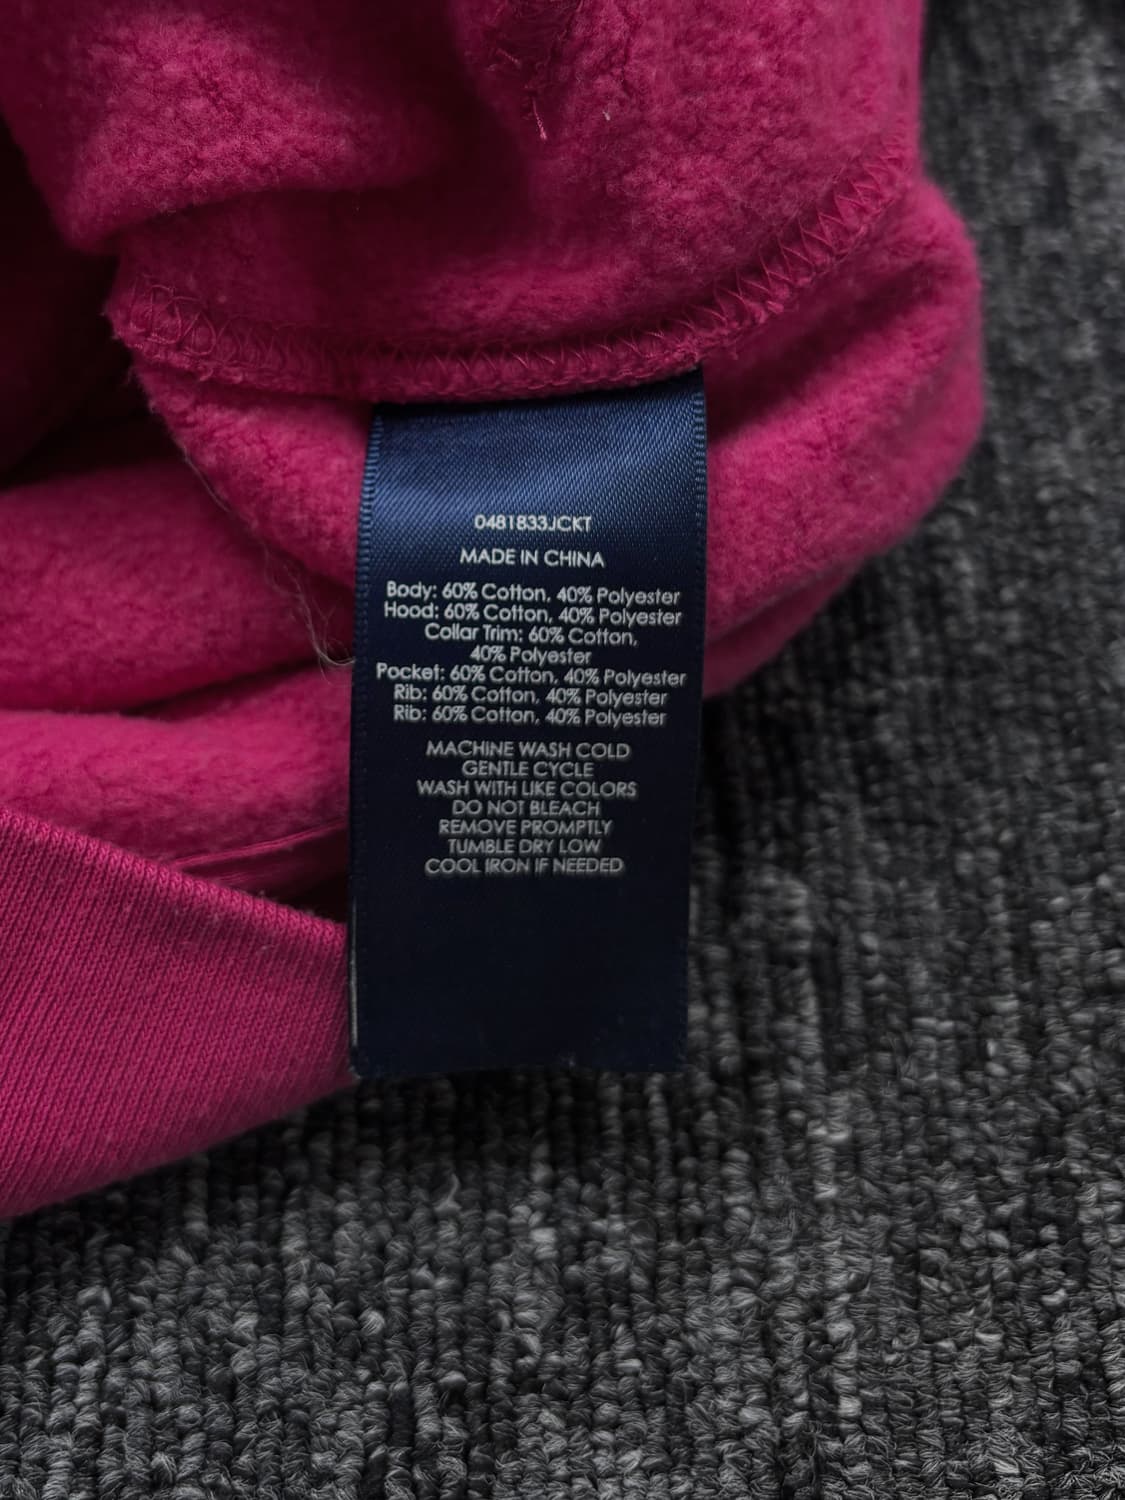 0481833JCKT
MADE IN CHINA
Body: 60% Cotton, 40% Polyester
Hood: 60% Cotton, 40% Polyester
Collar Trim: 60% Cotton,
40% Polyester
Pocket: 60% Cotton, 40% Polyester
Rib: 60% Cotton, 40% Polyester
Rib: 60% Cotton, 40% Polyester
MACHINE WASH COLD
GENTLE CYCLE
WASH WITH LIKE COLORS
DO NOT BLEACH
REMOVE PROMPTLY
TUMBLE DRY LOW
COOL IRON IF NEEDED